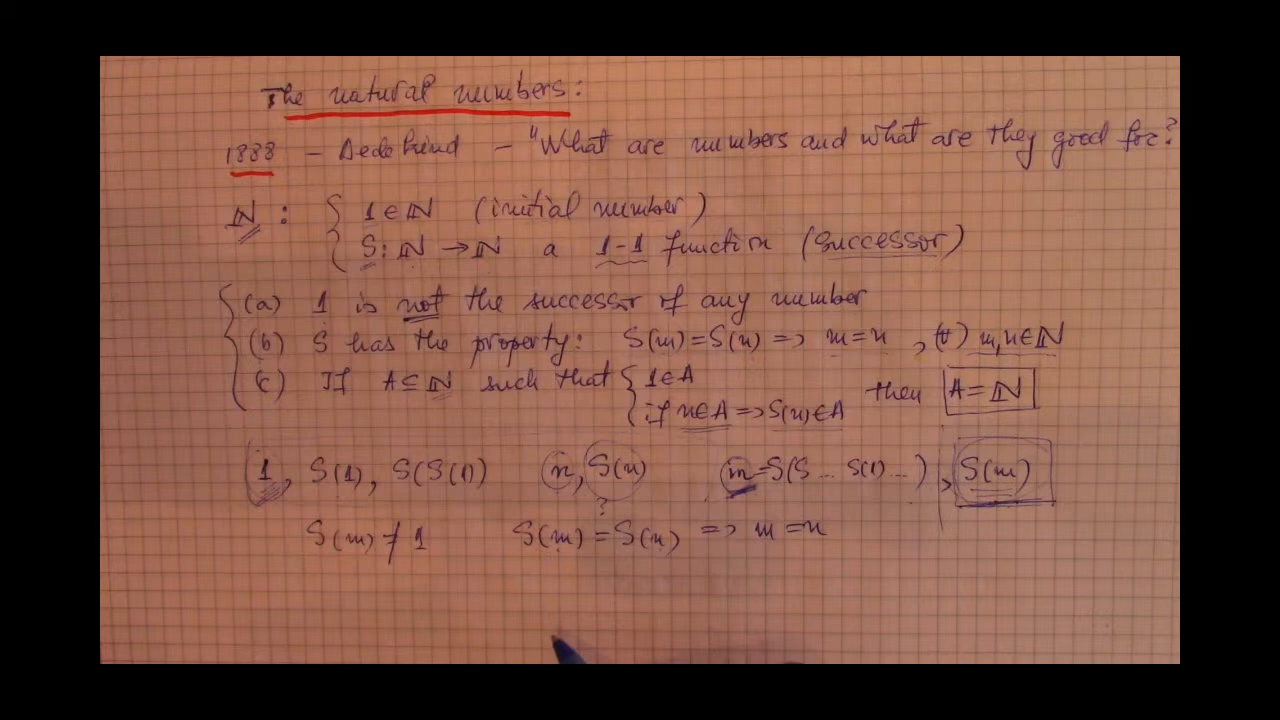 The natural numbers:
1888 - Dedekind - "What are numbers and what are they good for?
ℕ : { 1 ∈ ℕ (initial number)
S: ℕ → ℕ a 1-1 function (successor)
(a) 1 is not the successor of any number
(b) S has the property: S(m) = S(n) => m = n , (∀) m, n ∈ ℕ
(c) If A ⊆ ℕ such that { 1 ∈ A
if n ∈ A => S(n) ∈ A then A = ℕ
1, S(1), S(S(1)) n, S(n) m = S(S ... S(1) ... ) , S(m)
?
S(m) ≠ 1 S(m) = S(n) => m = n